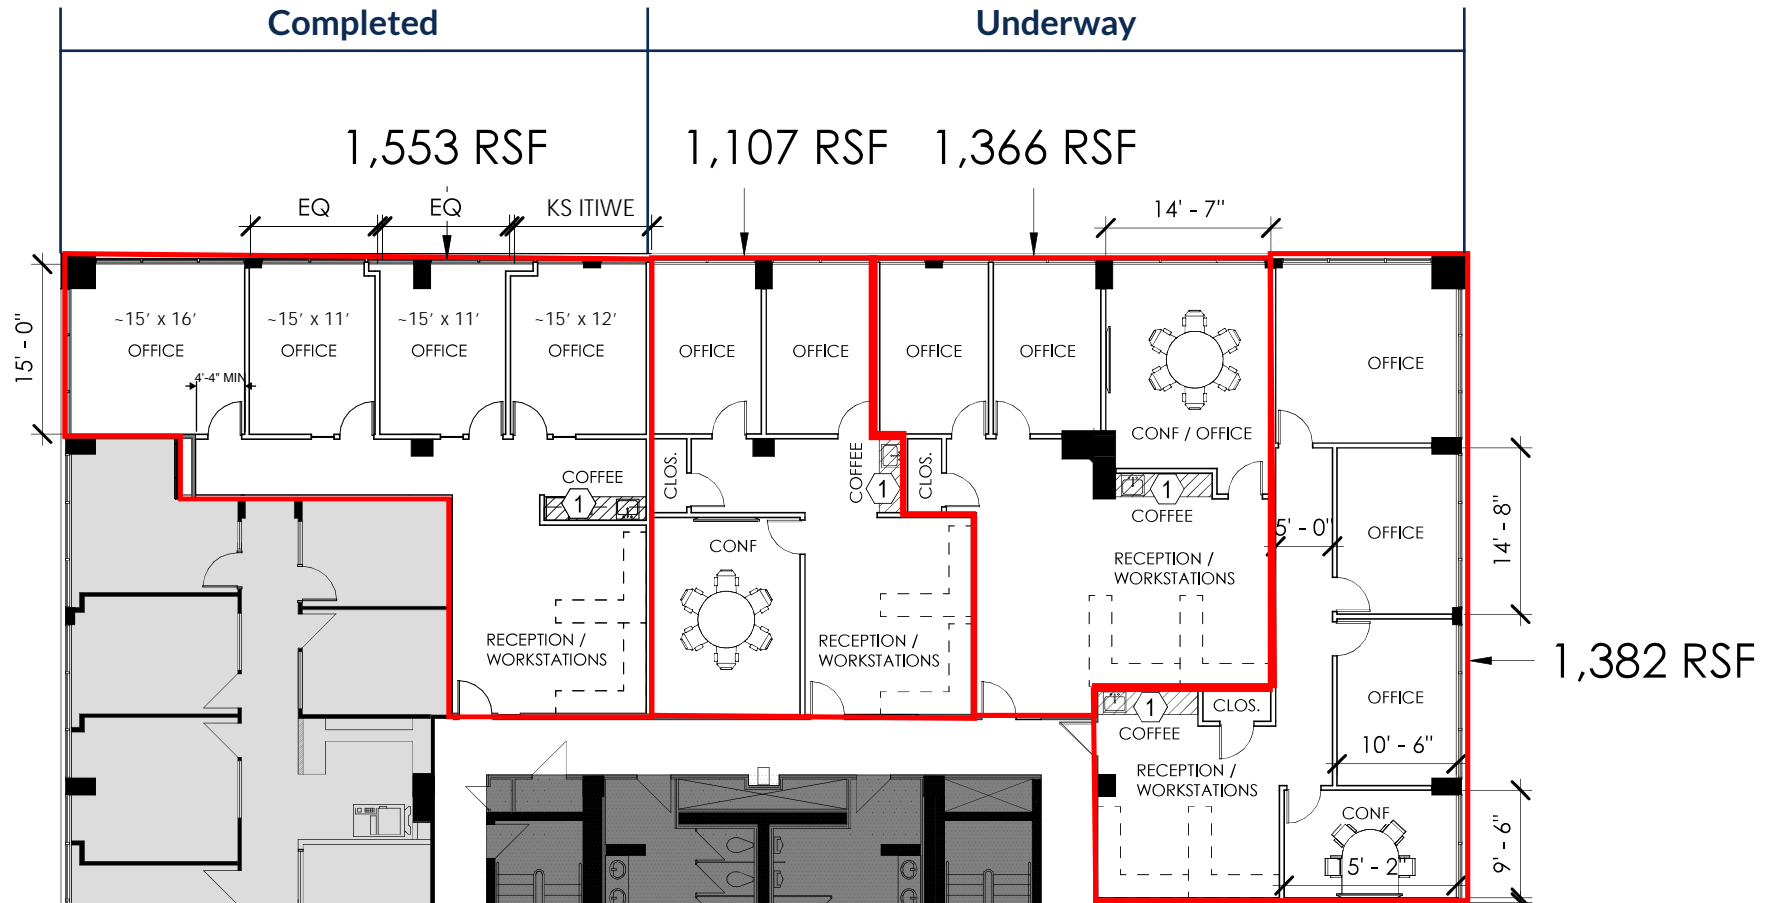 Completed
Underway
1,553 RSF
1,107 RSF
1,366 RSF
EQ
EQ
KS ITIWE
14' - 7"
15' - 0"
~15' x 16'
OFFICE
4'-4" MIN
~15' x 11'
OFFICE
~15' x 11'
OFFICE
~15' x 12'
OFFICE
OFFICE
OFFICE
OFFICE
OFFICE
CONF / OFFICE
OFFICE
COFFEE
1
CLOS.
COFFEE
1
CLOS.
1
COFFEE
5' - 0"
OFFICE
14' - 8"
CONF
RECEPTION /
WORKSTATIONS
RECEPTION /
WORKSTATIONS
RECEPTION /
WORKSTATIONS
1,382 RSF
OFFICE
1
COFFEE
CLOS.
10' - 6"
RECEPTION /
WORKSTATIONS
CONF
5' - 2"
9' - 6"